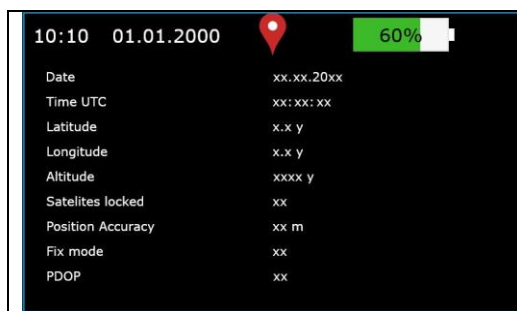 10:10 01.01.2000 60%
Date xx.xx.20xx
Time UTC xx:xx:xx
Latitude x.x y
Longitude x.x y
Altitude xxxx y
Satelites locked xx
Position Accuracy xx m
Fix mode xx
PDOP xx